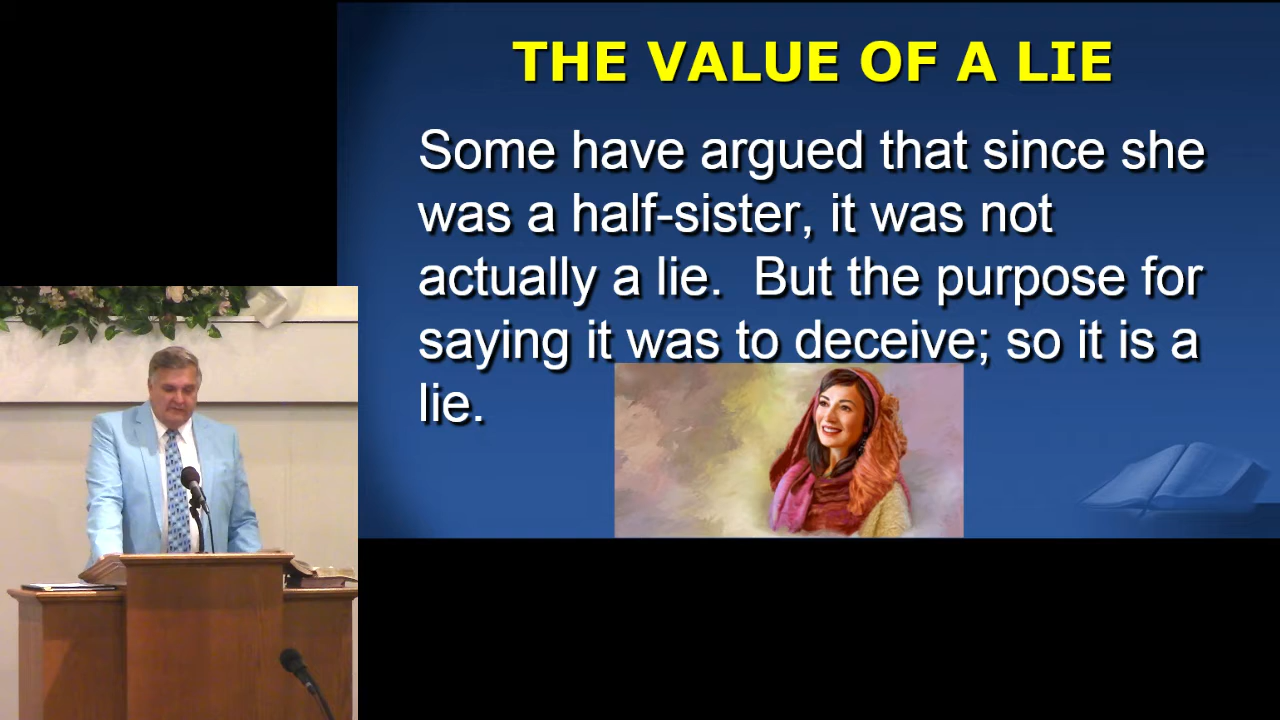 THE VALUE OF A LIE
Some have argued that since she
was a half-sister, it was not
actually a lie.  But the purpose for
saying it was to deceive; so it is a
lie.